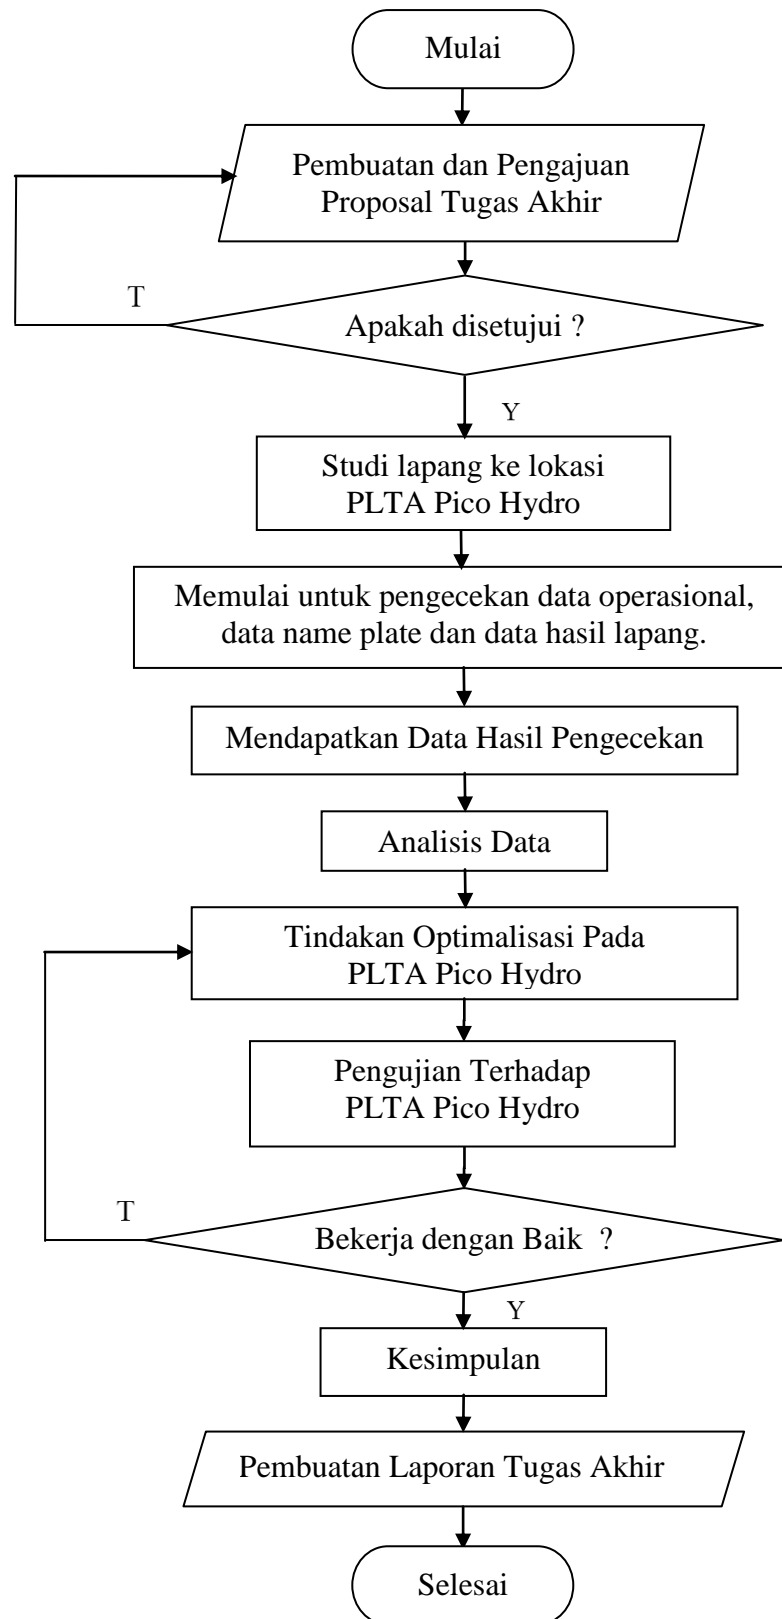 Mulai
Pembuatan dan Pengajuan
Proposal Tugas Akhir
T
Apakah disetujui ?
Y
Studi lapang ke lokasi
PLTA Pico Hydro
Memulai untuk pengecekan data operasional,
data name plate dan data hasil lapang.
Mendapatkan Data Hasil Pengecekan
Analisis Data
Tindakan Optimalisasi Pada
PLTA Pico Hydro
Pengujian Terhadap
PLTA Pico Hydro
T
Bekerja dengan Baik  ?
Y
Kesimpulan
Pembuatan Laporan Tugas Akhir
Selesai